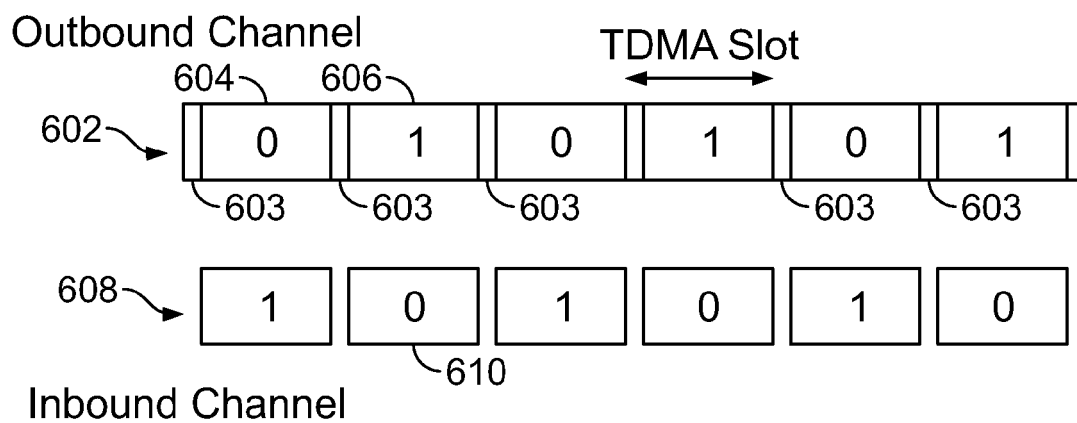 Outbound Channel
TDMA Slot
604 606
602
0 1 0 1 0 1
603 603 603 603 603
608
1 0 1 0 1 0
610
Inbound Channel